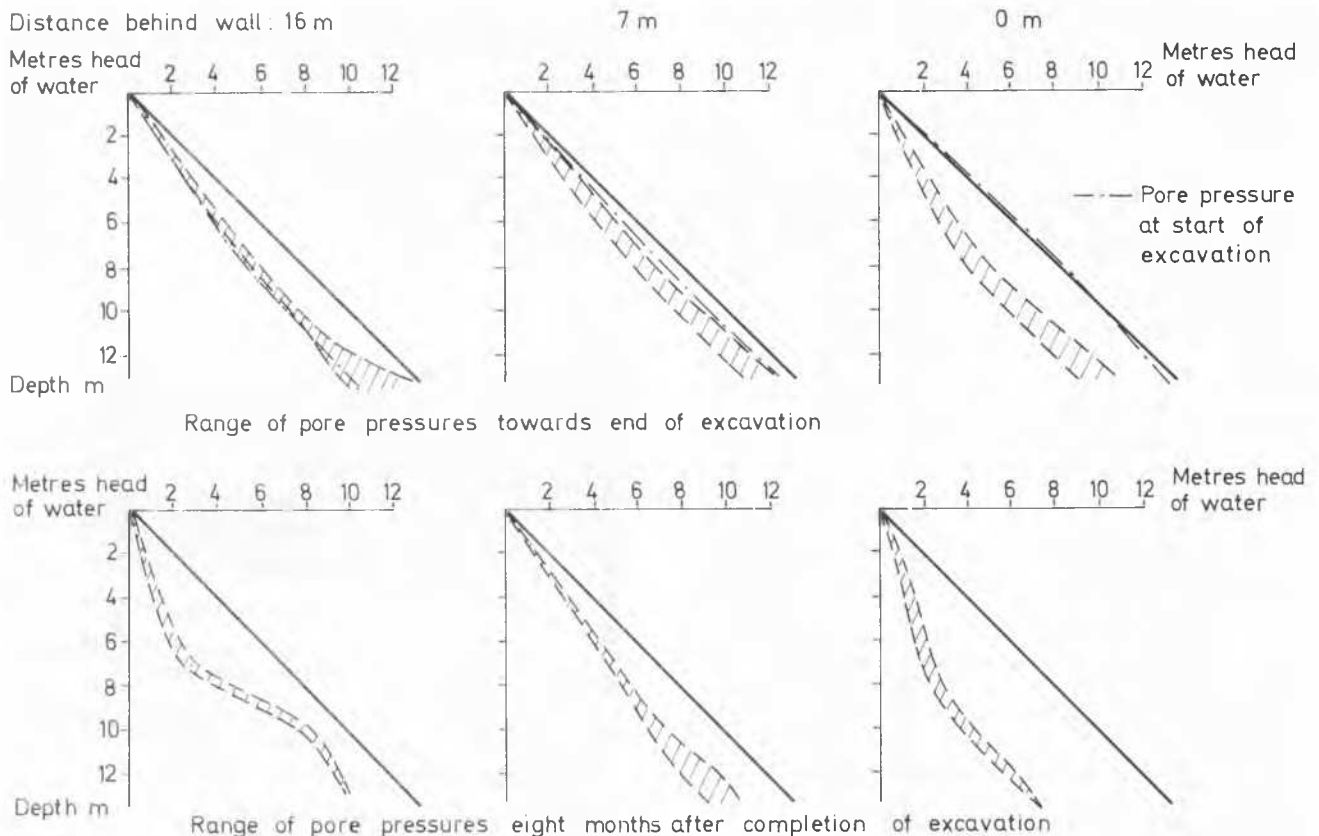 Distance behind wall: 16 m
7 m
0 m
Metres head of water
2 4 6 8 10 12
2 4 6 8 10 12
2 4 6 8 10 12
Metres head of water
2
4
6
8
10
12
Depth m
Pore pressure
at start of
excavation
Range of pore pressures towards end of excavation
Metres head of water
2 4 6 8 10 12
2 4 6 8 10 12
2 4 6 8 10 12
Metres head of water
2
4
6
8
10
12
Depth m
Range of pore pressures eight months after completion of excavation